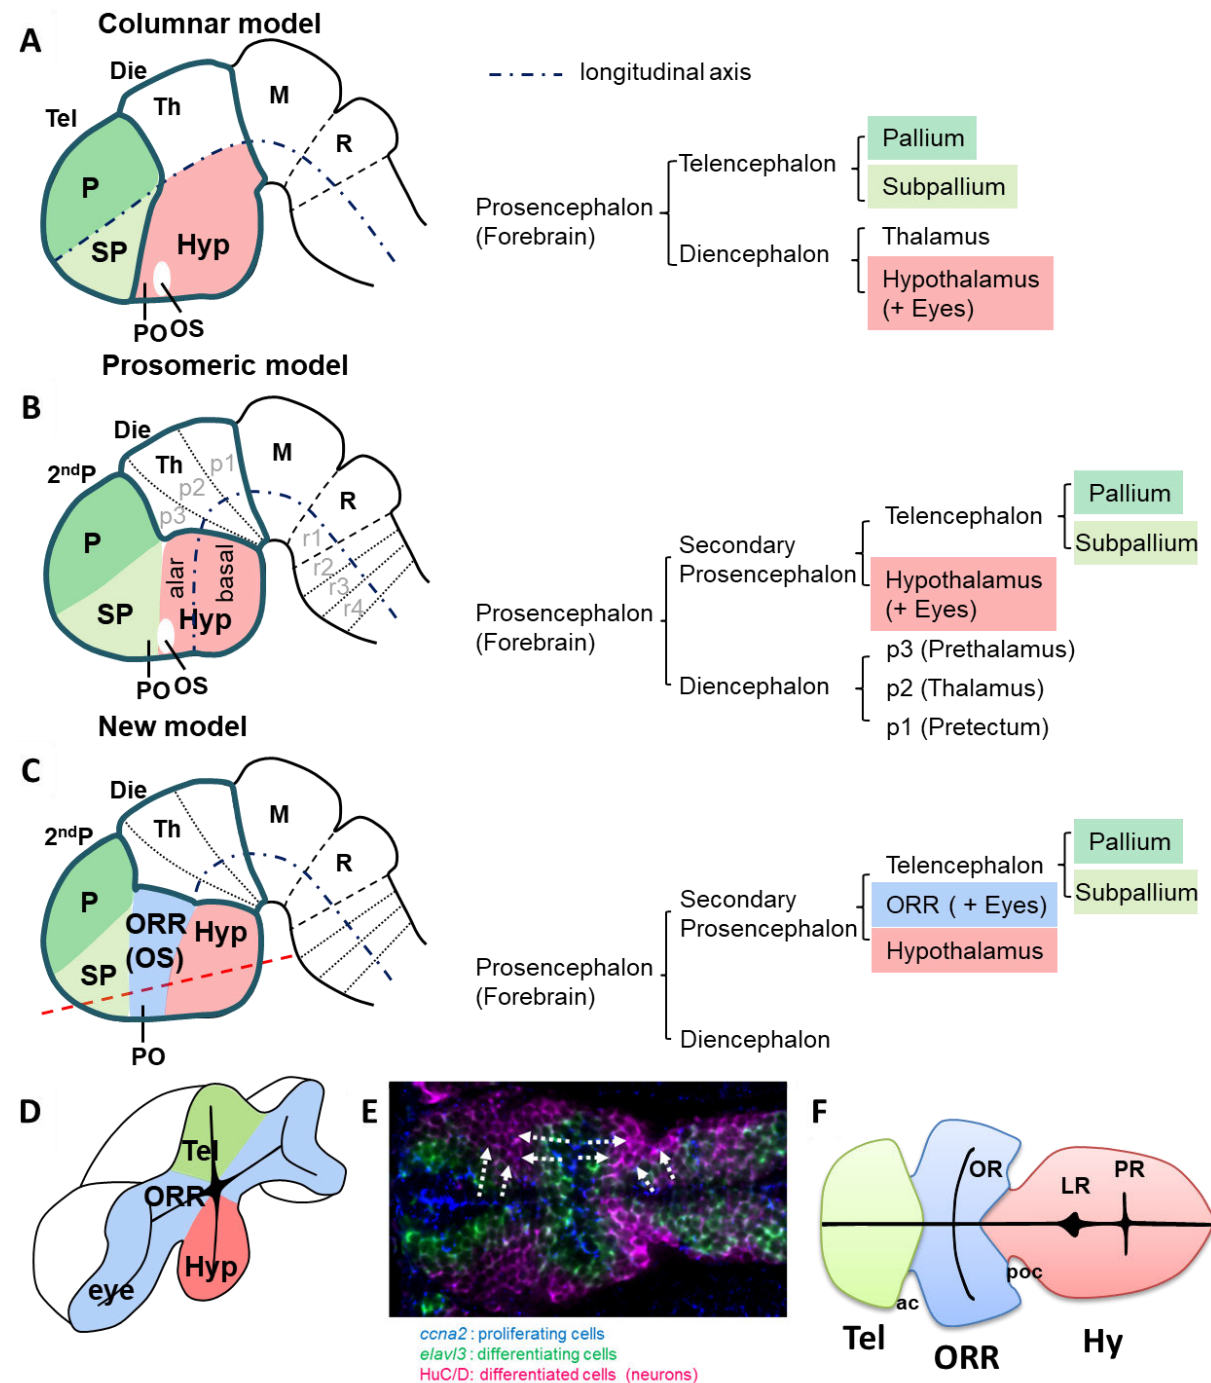 Columnar model
A
Die
Th
M
Tel
R
P
SP
Hyp
PO
OS
longitudinal axis
Prosencephalon
(Forebrain)
Telencephalon
Diencephalon
Pallium
Subpallium
Thalamus
Hypothalamus
(+ Eyes)
Prosomeric model
B
Die
2ndP
Th
p1
p2
p3
M
R
P
SP
alar
basal
Hyp
r1
r2
r3
r4
PO
OS
Prosencephalon
(Forebrain)
Secondary
Prosencephalon
Diencephalon
Telencephalon
Hypothalamus
(+ Eyes)
p3 (Prethalamus)
p2 (Thalamus)
p1 (Pretectum)
Pallium
Subpallium
New model
C
Die
2ndP
Th
M
R
P
ORR
(OS)
Hyp
SP
PO
Prosencephalon
(Forebrain)
Secondary
Prosencephalon
Diencephalon
Telencephalon
ORR ( + Eyes)
Hypothalamus
Pallium
Subpallium
D
Tel
ORR
Hyp
eye
E
ccna2 : proliferating cells
elavl3 : differentiating cells
HuC/D: differentiated cells (neurons)
F
OR
LR
PR
poc
ac
Tel
ORR
Hy